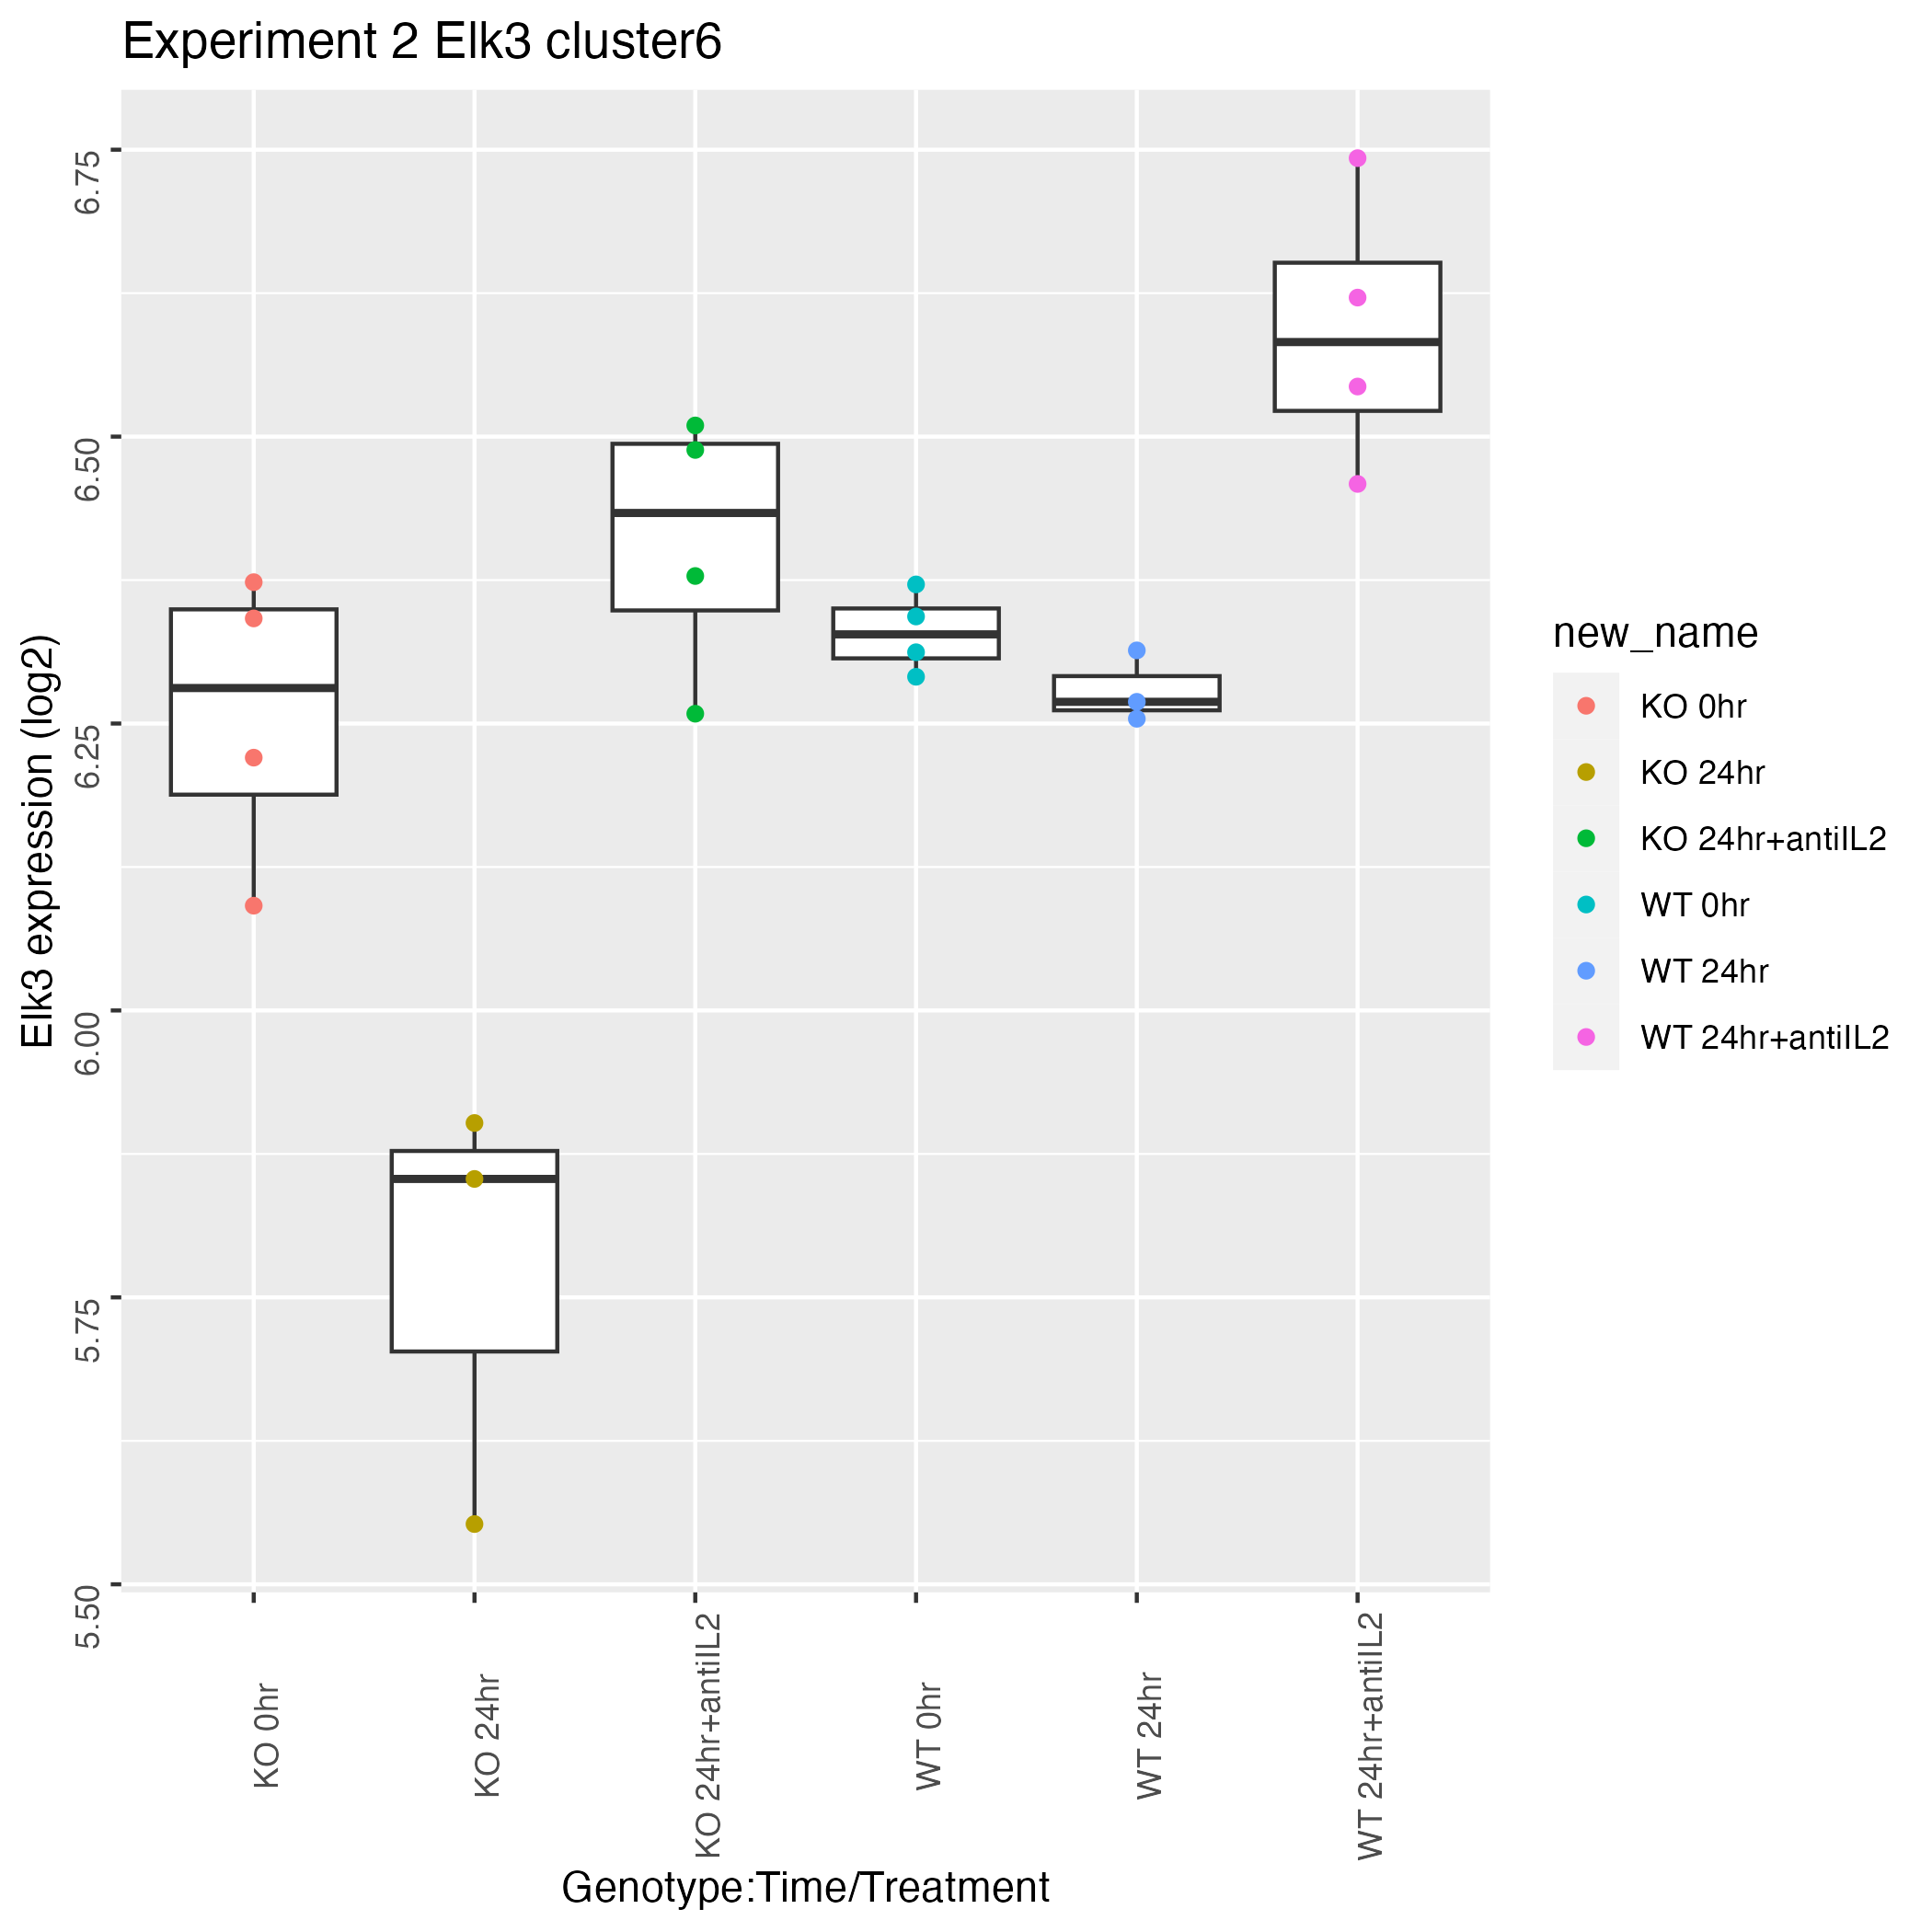 Experiment 2 Elk3 cluster6
Elk3 expression (log2)
6.75
6.50
6.25
6.00
5.75
5.50
KO 0hr
KO 24hr
KO 24hr+antiIL2
WT 0hr
WT 24hr
WT 24hr+antiIL2
Genotype:Time/Treatment
new_name
KO 0hr
KO 24hr
KO 24hr+antiIL2
WT 0hr
WT 24hr
WT 24hr+antiIL2